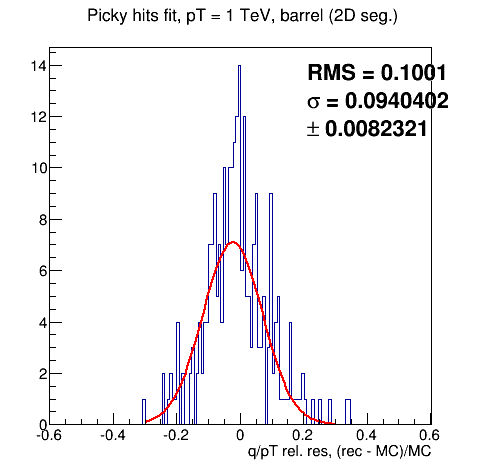 Picky hits fit, pT = 1 TeV, barrel (2D seg.)
RMS = 0.1001
σ = 0.0940402
± 0.0082321
14
12
10
8
6
4
2
0
-0.6 -0.4 -0.2 0 0.2 0.4 0.6
q/pT rel. res, (rec - MC)/MC